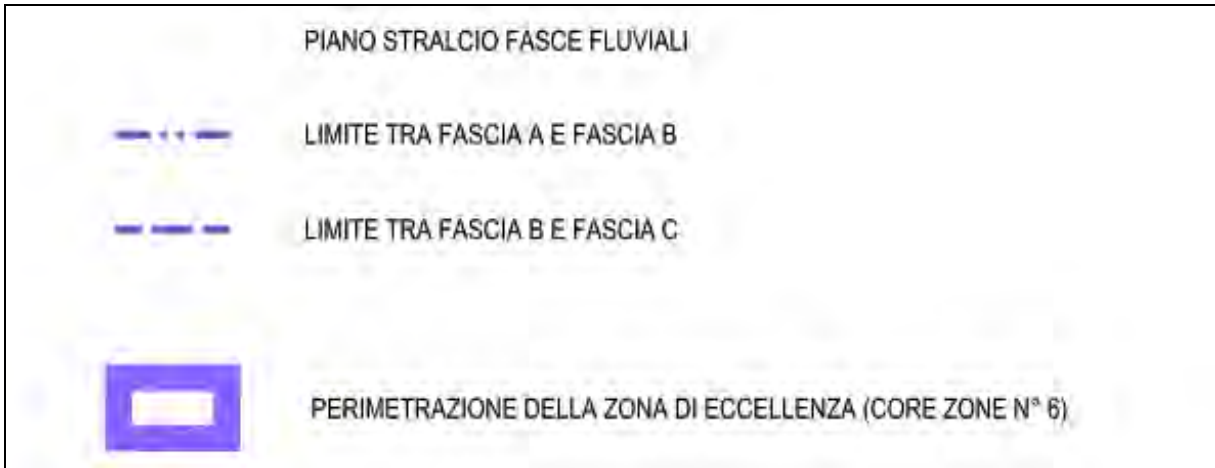 PIANO STRALCIO FASCE FLUVIALI
LIMITE TRA FASCIA A E FASCIA B
LIMITE TRA FASCIA B E FASCIA C
PERIMETRAZIONE DELLA ZONA DI ECCELLENZA (CORE ZONE N° 6)